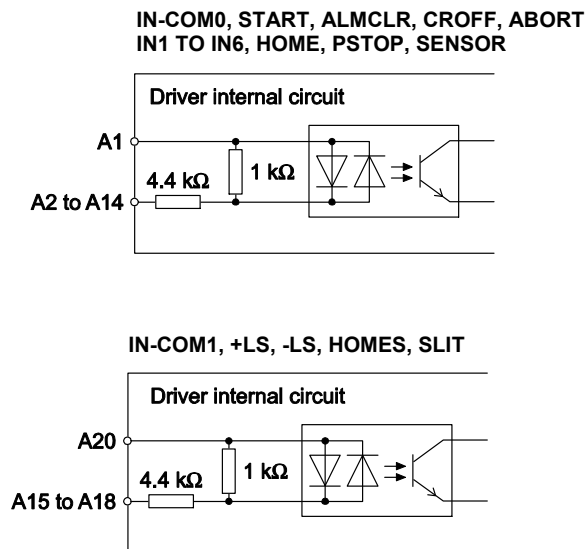 IN-COM0, START, ALMCLR, CROFF, ABORT
IN1 TO IN6, HOME, PSTOP, SENSOR
Driver internal circuit
A1
4.4 kΩ
1 kΩ
A2 to A14
IN-COM1, +LS, -LS, HOMES, SLIT
Driver internal circuit
A20
4.4 kΩ
1 kΩ
A15 to A18